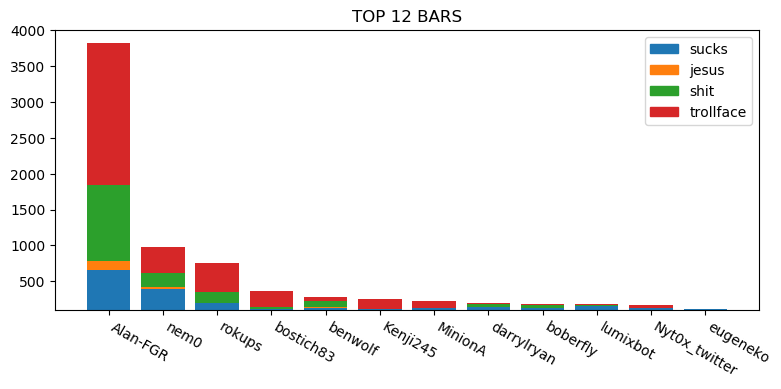 TOP 12 BARS
4000
3500
3000
2500
2000
1500
1000
500
sucks
jesus
shit
trollface
Alan-FGR
nem0
rokups
bostich83
benwolf
Kenji245
MinionA
darrylryan
boberfly
lumixbot
Nyt0x_twitter
eugeneko